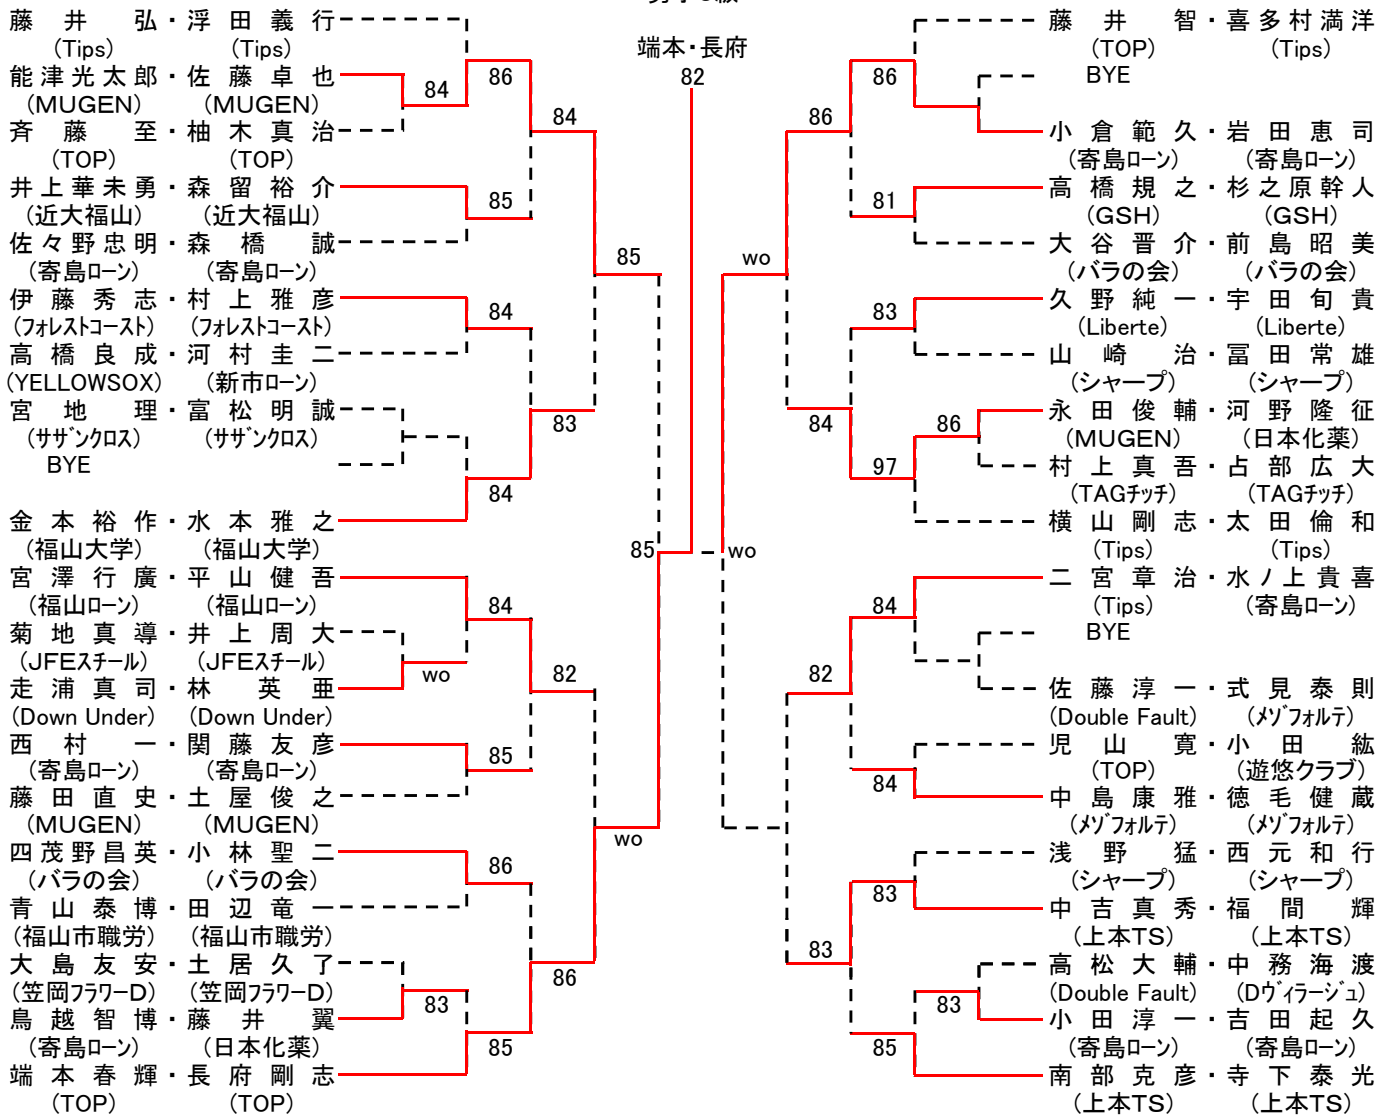 端本・長府
82
藤井弘・浮田義行
(Tips) (Tips)
能津光太郎・佐藤卓也
(MUGEN) (MUGEN)
84
86
斉藤至・柚木真治
(TOP) (TOP)
84
井上華未勇・森留裕介
(近大福山) (近大福山)
85
佐々野忠明・森橋誠
(寄島ローン) (寄島ローン)
85
伊藤秀志・村上雅彦
(フォレストコースト) (フォレストコースト)
84
高橋良成・河村圭二
(YELLOWSOX) (新市ローン)
宮地理・富松明誠
(サザンクロス) (サザンクロス)
83
BYE
84
金本裕作・水本雅之
(福山大学) (福山大学)
85
宮澤行廣・平山健吾
(福山ローン) (福山ローン)
84
菊地真導・井上周大
(JFEスチール) (JFEスチール)
wo
82
走浦真司・林英亜
(Down Under) (Down Under)
西村一・関藤友彦
(寄島ローン) (寄島ローン)
85
藤田直史・土屋俊之
(MUGEN) (MUGEN)
wo
四茂野昌英・小林聖二
(バラの会) (バラの会)
86
青山泰博・田辺竜一
(福山市職労) (福山市職労)
大島友安・土居久了
(笠岡フラワーD) (笠岡フラワーD)
83
86
鳥越智博・藤井翼
(寄島ローン) (日本化薬)
85
端本春輝・長府剛志
(TOP) (TOP)
藤井智・喜多村満洋
(TOP) (Tips)
BYE
86
86
小倉範久・岩田恵司
(寄島ローン) (寄島ローン)
高橋規之・杉之原幹人
(GSH) (GSH)
81
大谷晋介・前島昭美
(バラの会) (バラの会)
wo
久野純一・宇田旬貴
(Liberte) (Liberte)
83
山崎治・冨田常雄
(シャープ) (シャープ)
永田俊輔・河野隆征
(MUGEN) (日本化薬)
86
84
村上真吾・占部広大
(TAGチッチ) (TAGチッチ)
97
横山剛志・太田倫和
(Tips) (Tips)
wo
二宮章治・水ノ上貴喜
(Tips) (寄島ローン)
84
BYE
82
佐藤淳一・式見泰則
(Double Fault) (メゾフォルテ)
児山寛・小田紘
(TOP) (遊悠クラブ)
84
中島康雅・徳毛健蔵
(メゾフォルテ) (メゾフォルテ)
浅野猛・西元和行
(シャープ) (シャープ)
83
中吉真秀・福間輝
(上本TS) (上本TS)
83
高松大輔・中務海渡
(Double Fault) (Dヴィラージュ)
83
小田淳一・吉田起久
(寄島ローン) (寄島ローン)
85
南部克彦・寺下泰光
(上本TS) (上本TS)